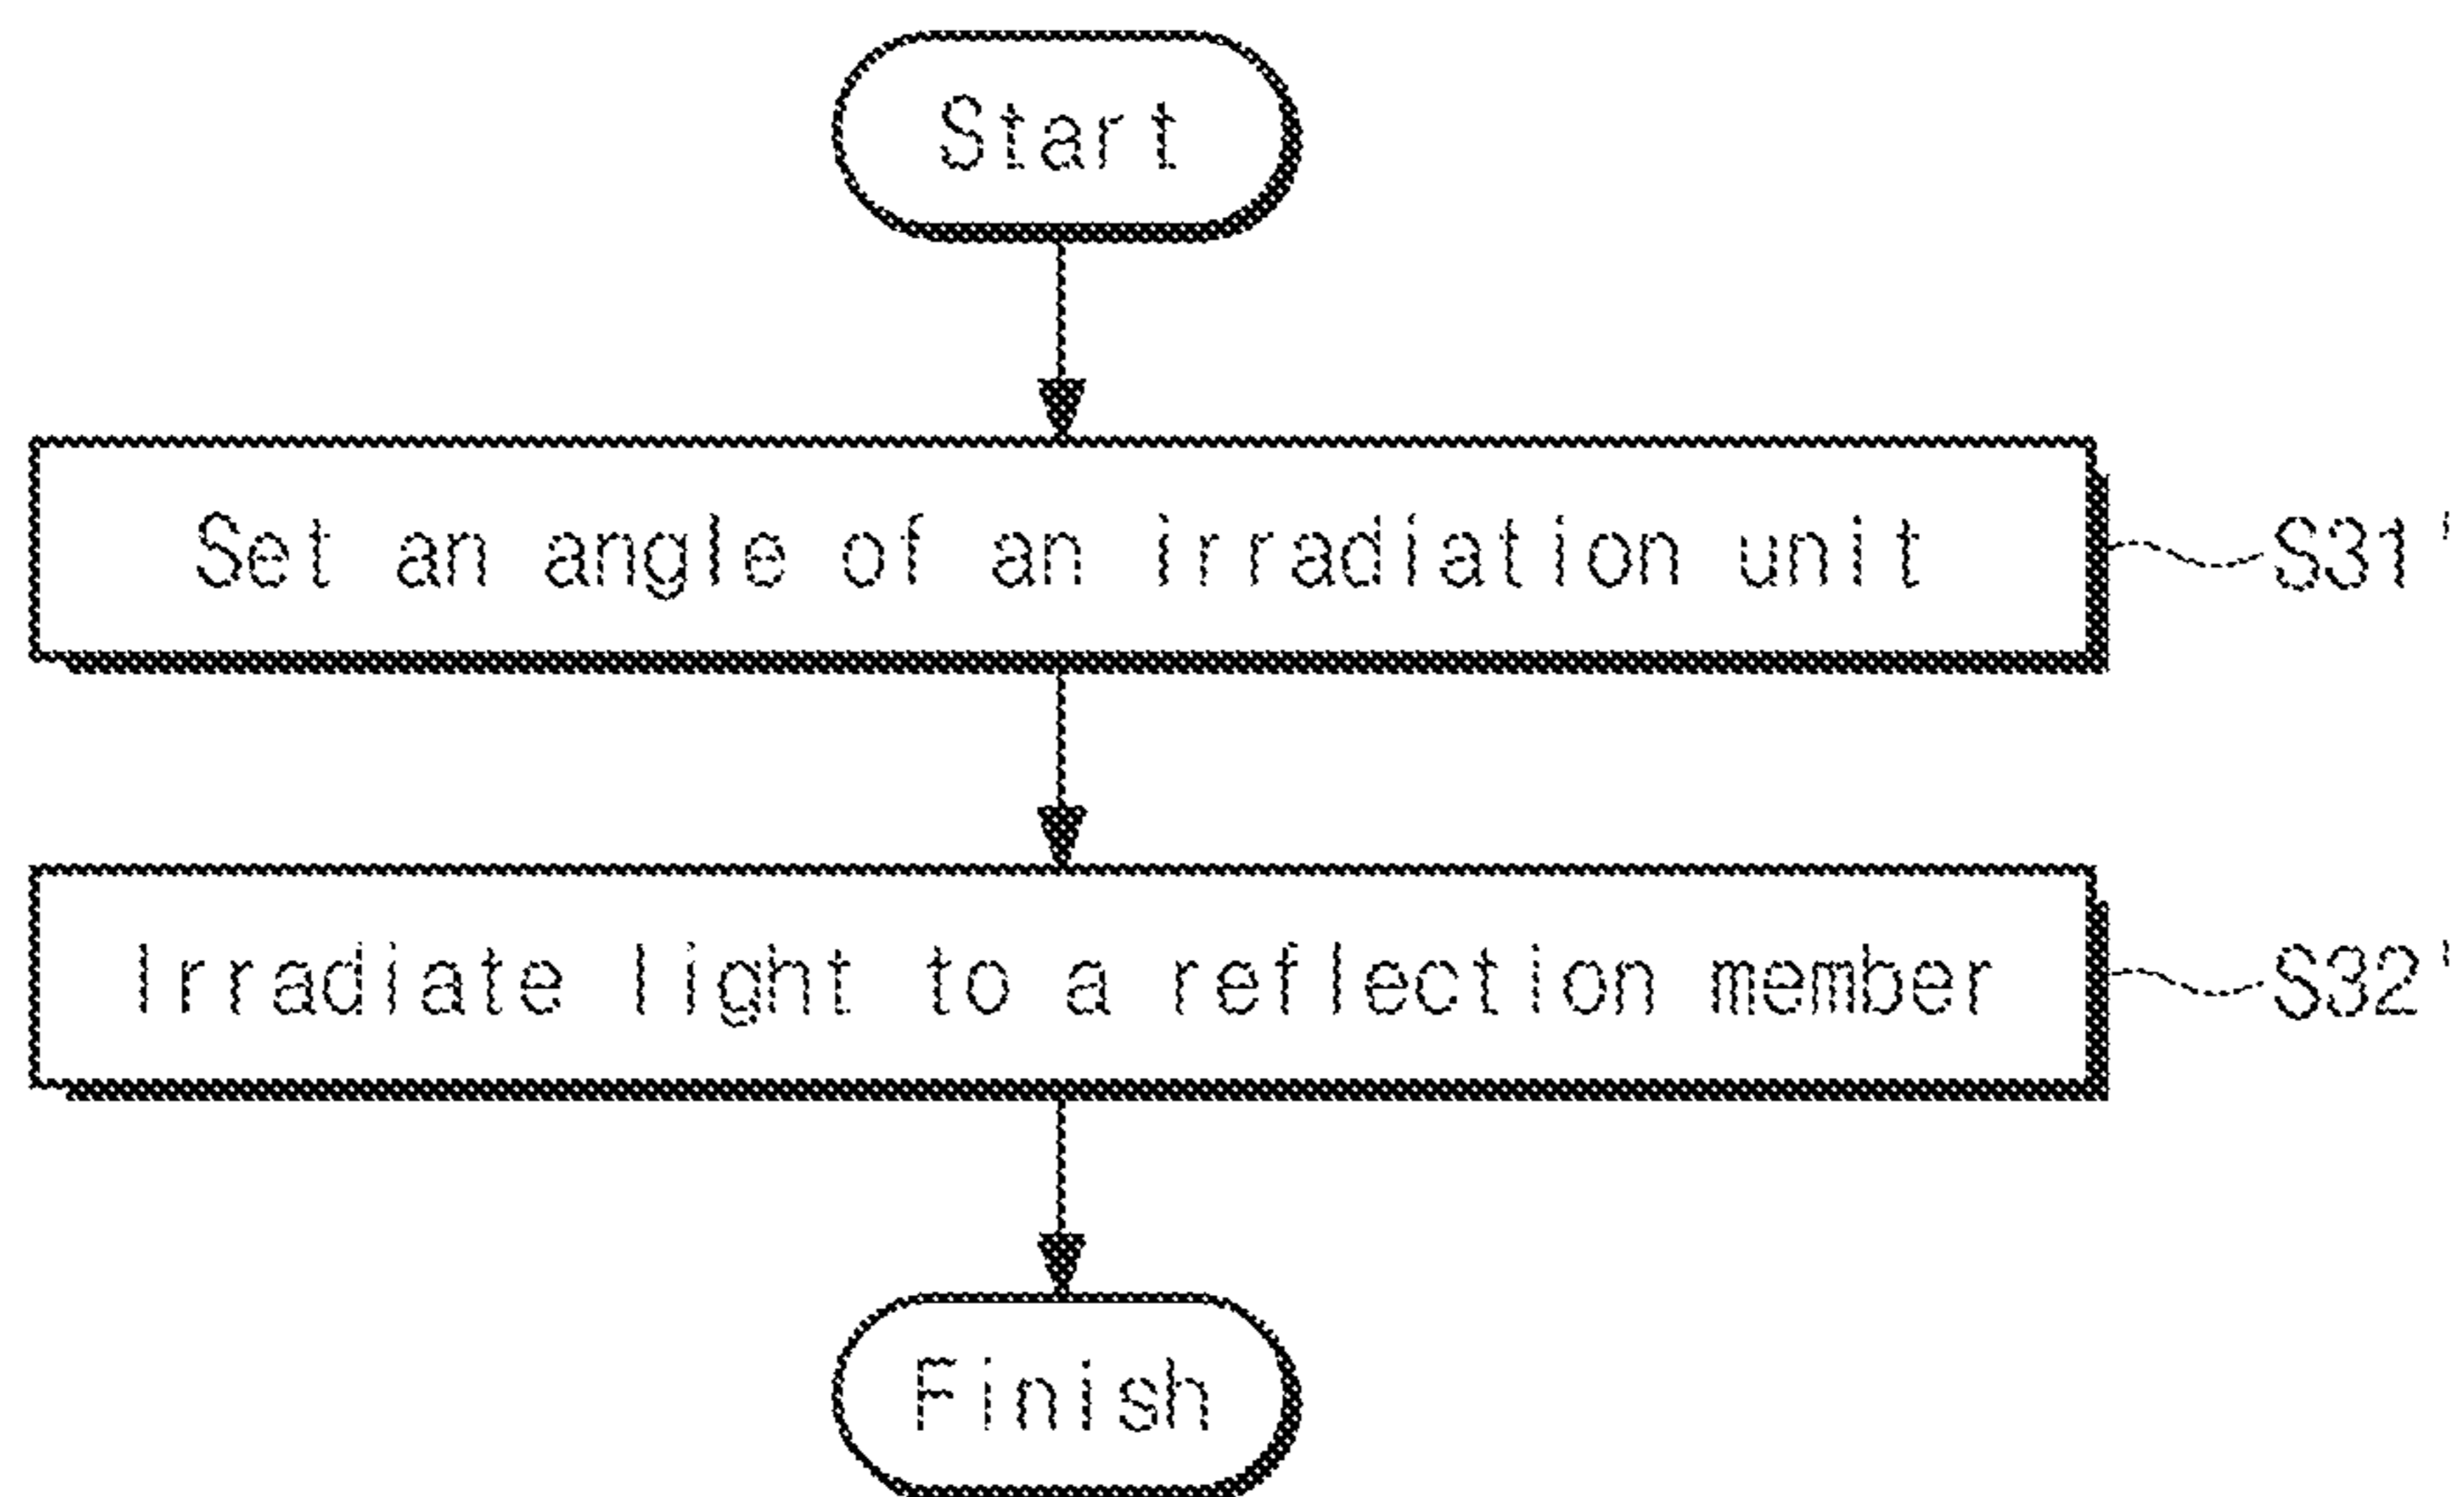 Start
Set an angle of an irradiation unit
S31'
Irradiate light to a reflection member
S32'
Finish